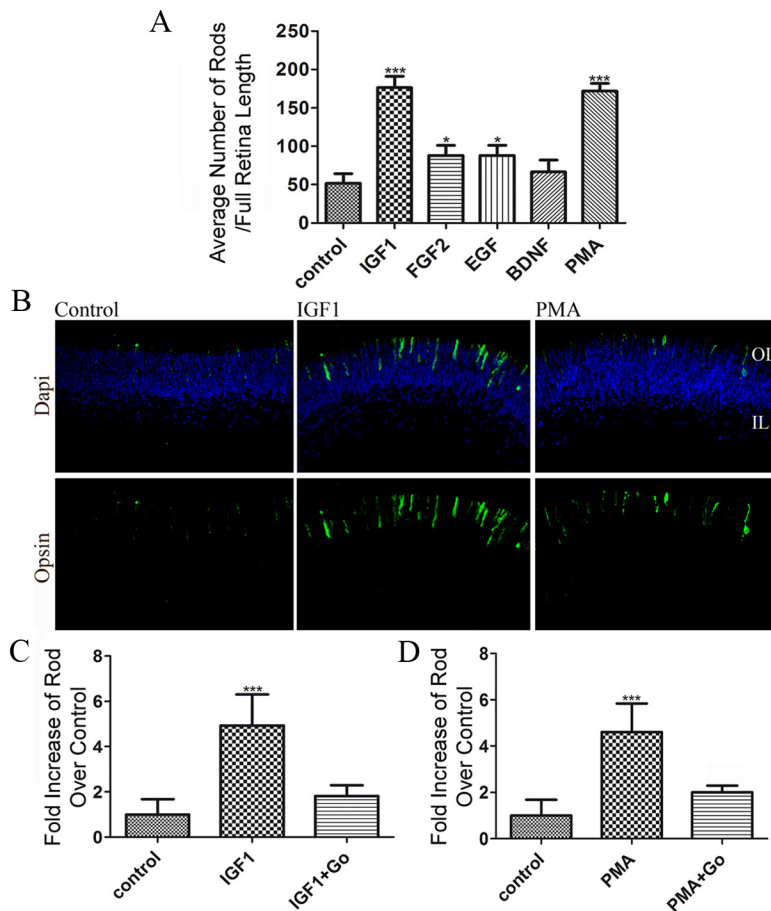 A
Average Number of Rods
/Full Retina Length
250
200
150
100
50
0
***
*
*
***
control
IGF1
FGF2
EGF
BDNF
PMA
B
Control
IGF1
PMA
Dapi
OL
IL
Opsin
C
Fold Increase of Rod
Over Control
8
6
4
2
0
***
control
IGF1
IGF1+Go
D
Fold Increase of Rod
Over Control
8
6
4
2
0
***
control
PMA
PMA+Go